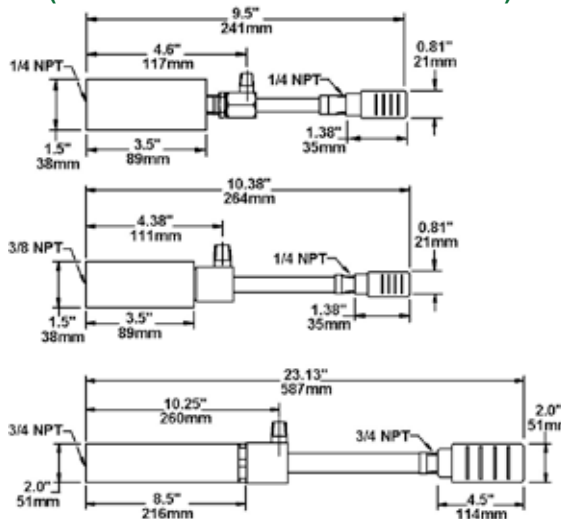 9.5"
241mm
4.6"
117mm
0.81"
21mm
1/4 NPT
1/4 NPT
1.5"
38mm
3.5"
89mm
1.38"
35mm
10.38"
264mm
4.38"
111mm
0.81"
21mm
3/8 NPT
1/4 NPT
1.5"
38mm
3.5"
89mm
1.38"
35mm
23.13"
587mm
10.25"
260mm
2.0"
51mm
3/4 NPT
3/4 NPT
2.0"
51mm
8.5"
216mm
4.5"
114mm